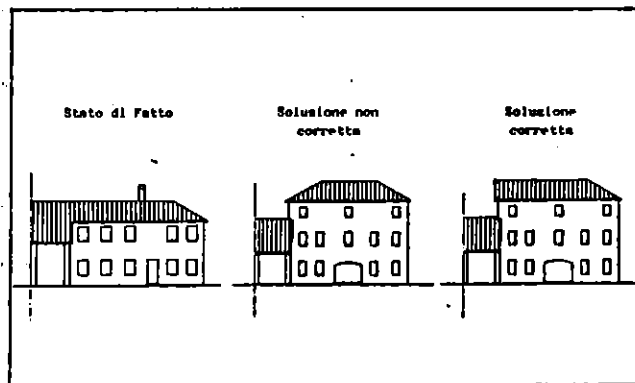 Stato di Fatto
Soluzione non
corretta
Soluzione
corretta